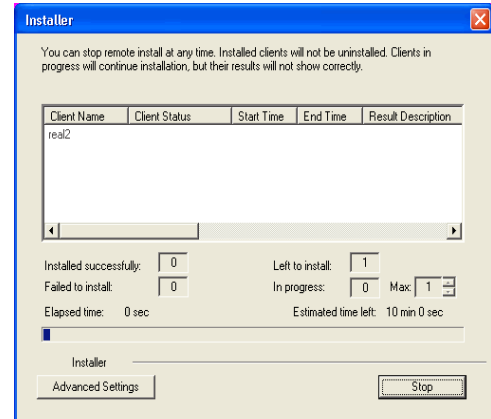 Installer
You can stop remote install at any time. Installed clients will not be uninstalled. Clients in
progress will continue installation, but their results will not show correctly.
Client Name Client Status Start Time End Time Result Description
real2
Installed successfully: 0 Left to install: 1
Failed to install: 0 In progress: 0 Max: 1
Elapsed time: 0 sec Estimated time left: 10 min 0 sec
Installer
Advanced Settings Stop